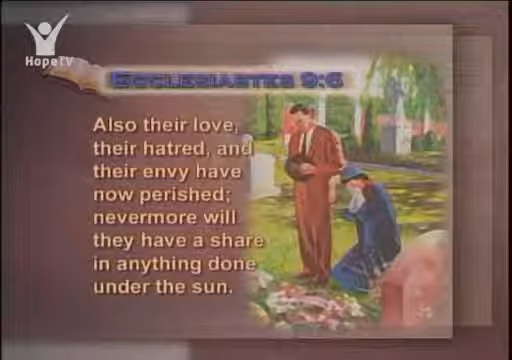 HopeTV
Ecclesiastes 9:6
Also their love,
their hatred, and
their envy have
now perished;
nevermore will
they have a share
in anything done
under the sun.